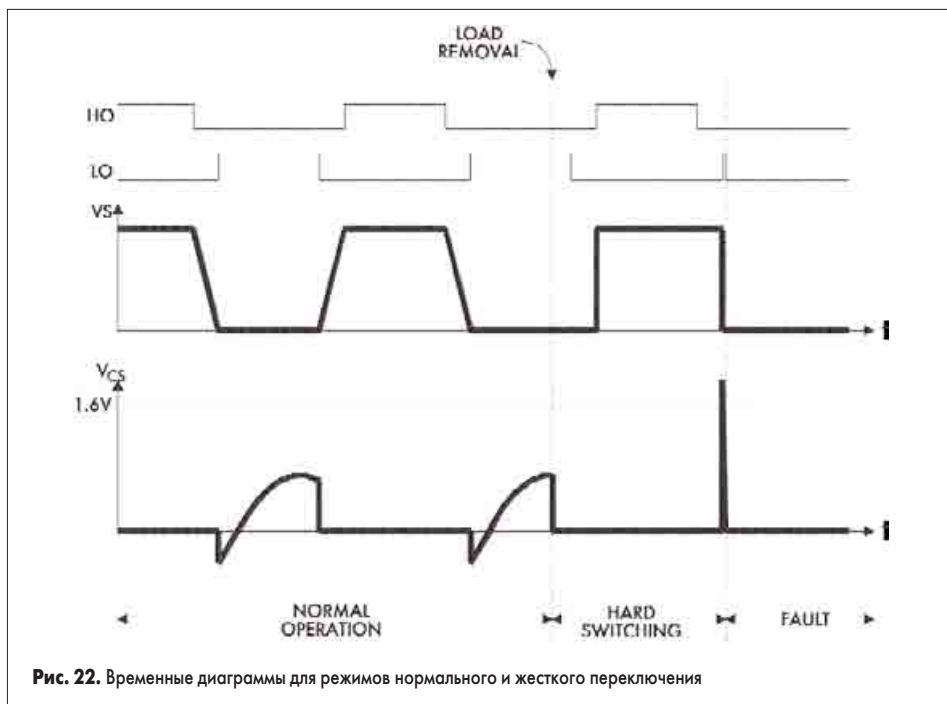 LOAD
REMOVAL
HO
LO
VS
VCS
1.6V
NORMAL
OPERATION
HARD
SWITCHING
FAULT
Рис. 22. Временные диаграммы для режимов нормального и жесткого переключения